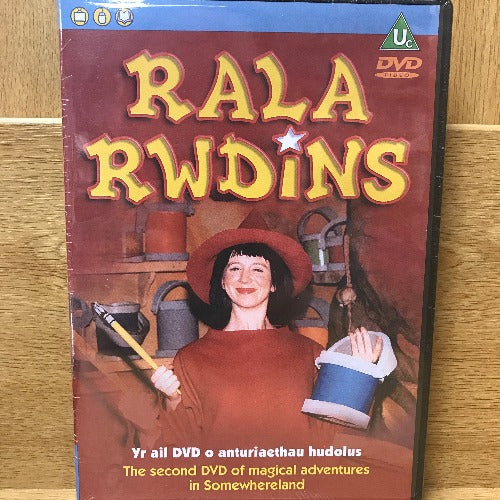 Uc
DVD
VIDEO
RALA
RWDINS
Yr ail DVD o anturiaethau hudolus
The second DVD of magical adventures
in Somewhereland